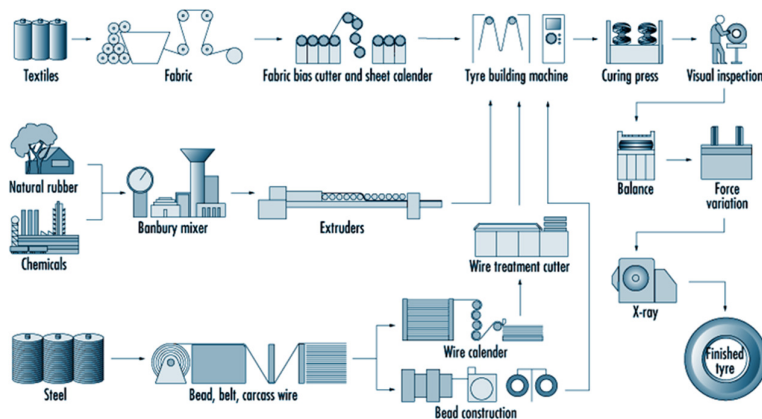 Textiles
Fabric
Fabric bias cutter and sheet calender
Tyre building machine
Curing press
Visual inspection
Natural rubber
Chemicals
Banbury mixer
Extruders
Balance
Force
variation
Wire treatment cutter
X-ray
Wire calender
Steel
Bead, belt, carcass wire
Bead construction
Finished
tyre